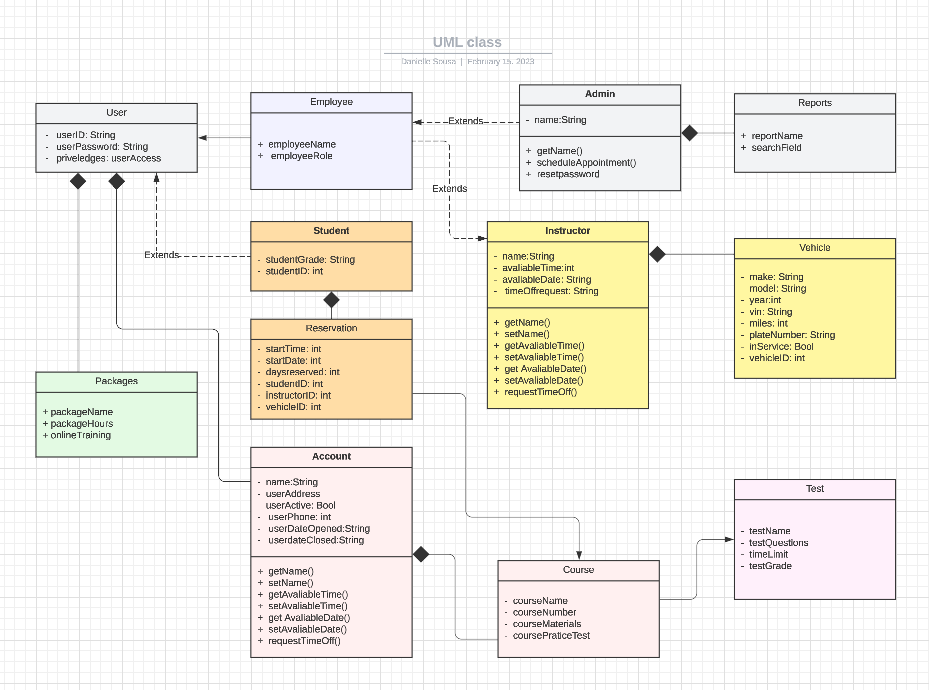 UML class
Danielle Sousa | February 15, 2023
User
- userID: String
- userPassword: String
- priveledges: userAccess
Employee
+ employeeName
+ employeeRole
Extends
Admin
- name:String
+ getName()
+ scheduleAppointment()
+ resetpassword
Reports
+ reportName
+ searchField
Extends
Extends
Student
- studentGrade: String
- studentID: int
Instructor
- name:String
- avaliableTime:int
- avaliableDate: String
- timeOffrequest: String
+ getName()
+ setName()
+ getAvaliableTime()
+ setAvaliableTime()
+ get AvaliableDate()
+ setAvaliableDate()
+ requestTimeOff()
Vehicle
- make: String
model: String
- year:int
- vin: String
- miles: int
- plateNumber: String
- inService: Bool
- vehicleID: int
Reservation
- startTime: int
- startDate: int
- daysreserved: int
- studentID: int
- InstructorID: int
- vehicleID: int
Packages
+ packageName
+ packageHours
+ onlineTraining
Account
- name:String
- userAddress
userActive: Bool
- userPhone: int
- userDateOpened:String
- userdateClosed:String
+ getName()
+ setName()
+ getAvaliableTime()
+ setAvaliableTime()
+ get AvaliableDate()
+ setAvaliableDate()
+ requestTimeOff()
Course
- courseName
- courseNumber
- courseMaterials
- coursePraticeTest
Test
- testName
- testQuestions
- timeLimit
- testGrade